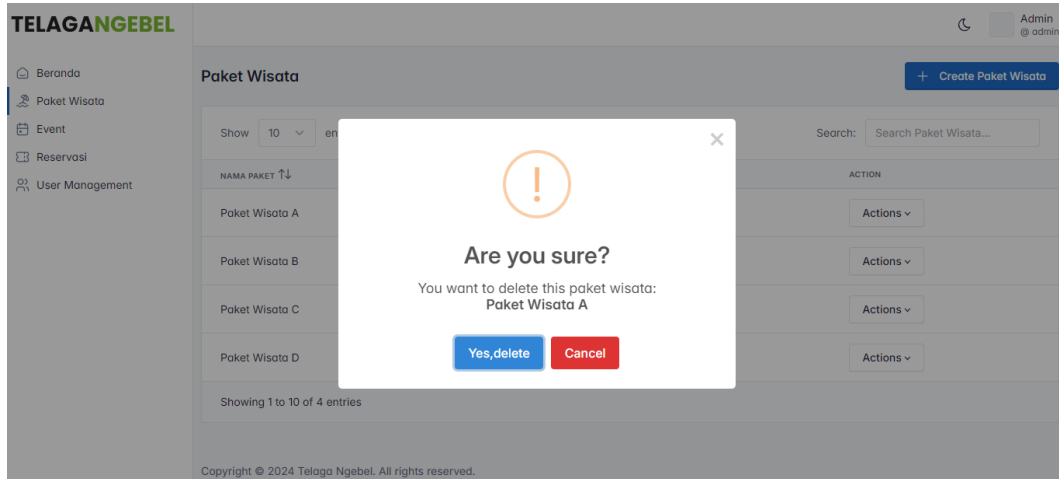 TELAGANGEBEL
Admin
@ admin
Beranda
Paket Wisata
Event
Reservasi
User Management
Paket Wisata
+ Create Paket Wisata
Show 10 en
Search: Search Paket Wisata...
NAMA PAKET ↑↓
ACTION
Paket Wisata A
Actions
Paket Wisata B
Actions
Paket Wisata C
Actions
Paket Wisata D
Actions
Showing 1 to 10 of 4 entries
Copyright © 2024 Telaga Ngebel. All rights reserved.
×
!
Are you sure?
You want to delete this paket wisata:
Paket Wisata A
Yes,delete
Cancel